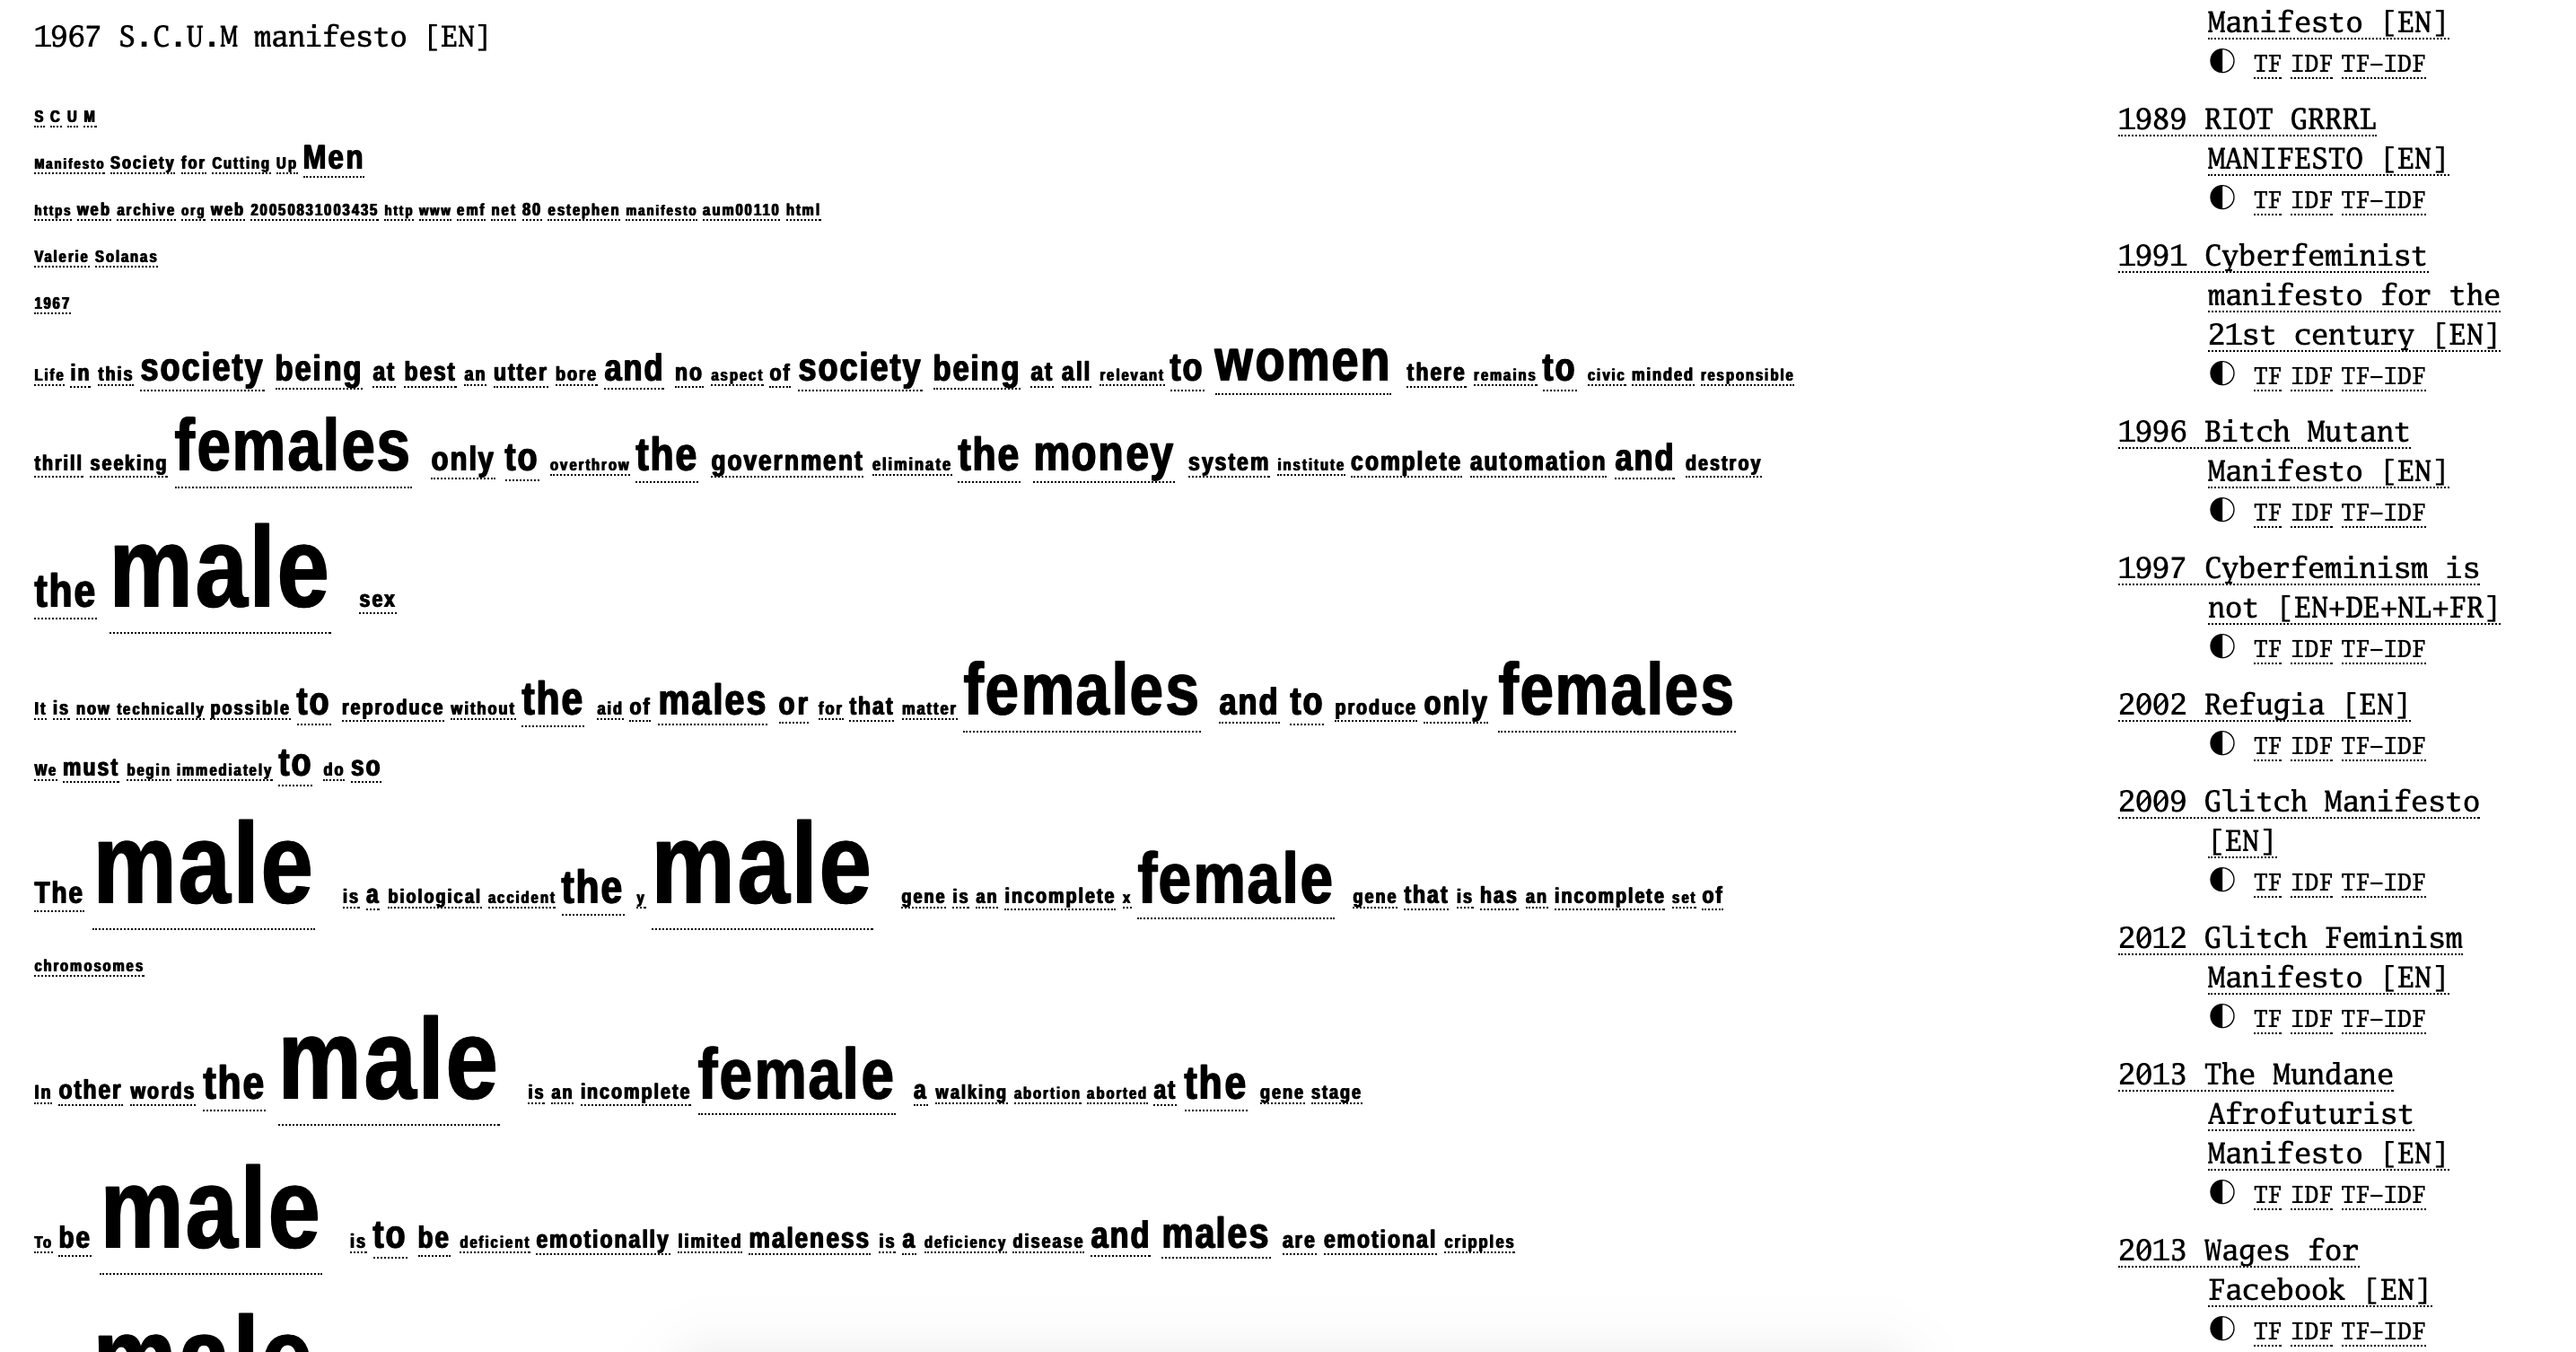 1967 S.C.U.M manifesto [EN]
S C U M
Manifesto Society for Cutting Up Men
https web archive org web 20050831003435 http www emf net 80 estephen manifesto aum00110 html
Valerie Solanas
1967
Life in this society being at best an utter bore and no aspect of society being at all relevant to women there remains to civic minded responsible
thrill seeking females only to overthrow the government eliminate the money system institute complete automation and destroy
the male sex
It is now technically possible to reproduce without the aid of males or for that matter females and to produce only females
We must begin immediately to do so
The male is a biological accident the y male gene is an incomplete x female gene that is has an incomplete set of
chromosomes
In other words the male is an incomplete female a walking abortion aborted at the gene stage
To be male is to be deficient emotionally limited maleness is a deficiency disease and males are emotional cripples
male
Manifesto [EN]
◐ TF IDF TF-IDF
1989 RIOT GRRRL
MANIFESTO [EN]
◐ TF IDF TF-IDF
1991 Cyberfeminist
manifesto for the
21st century [EN]
◐ TF IDF TF-IDF
1996 Bitch Mutant
Manifesto [EN]
◐ TF IDF TF-IDF
1997 Cyberfeminism is
not [EN+DE+NL+FR]
◐ TF IDF TF-IDF
2002 Refugia [EN]
◐ TF IDF TF-IDF
2009 Glitch Manifesto
[EN]
◐ TF IDF TF-IDF
2012 Glitch Feminism
Manifesto [EN]
◐ TF IDF TF-IDF
2013 The Mundane
Afrofuturist
Manifesto [EN]
◐ TF IDF TF-IDF
2013 Wages for
Facebook [EN]
◐ TF IDF TF-IDF